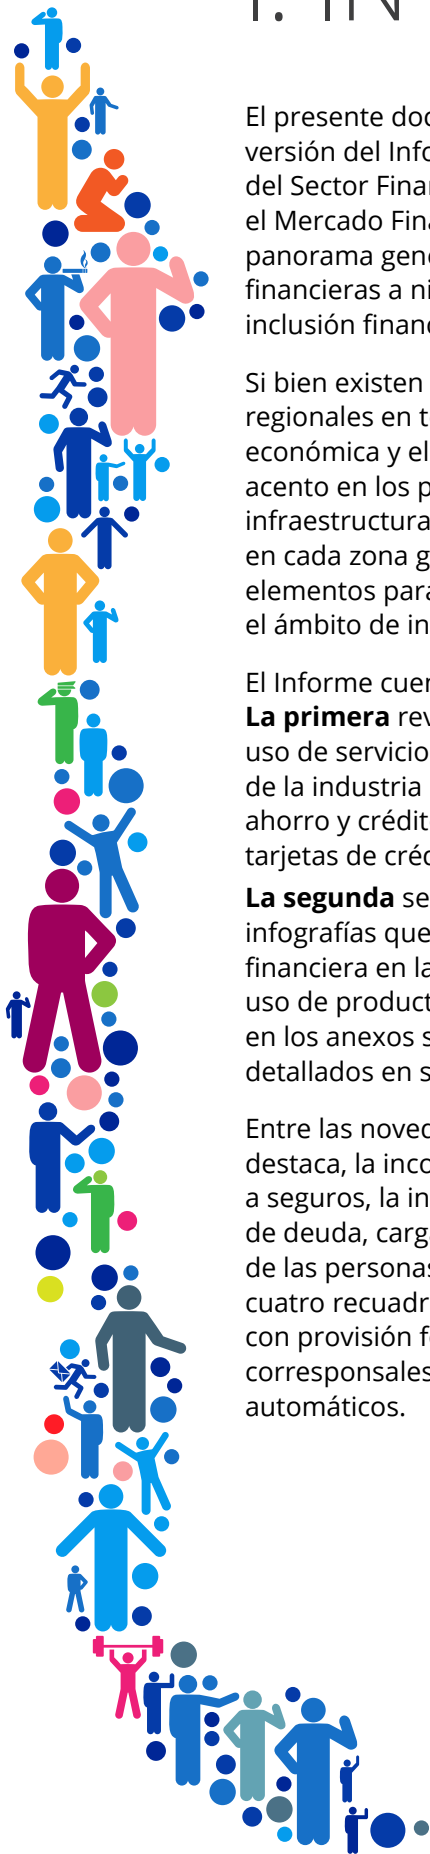 I. IN
El presente doc
versión del Info
del Sector Finan
el Mercado Fina
panorama gene
financieras a ni
inclusión financ
Si bien existen
regionales en t
económica y el
acento en los p
infraestructura
en cada zona g
elementos para
el ámbito de in
El Informe cuen
La primera rev
uso de servicio
de la industria
ahorro y crédit
tarjetas de créd
La segunda se
infografías que
financiera en la
uso de product
en los anexos s
detallados en s
Entre las noved
destaca, la inco
a seguros, la in
de deuda, carga
de las personas
cuatro recuadr
con provisión fo
corresponsales
automáticos.